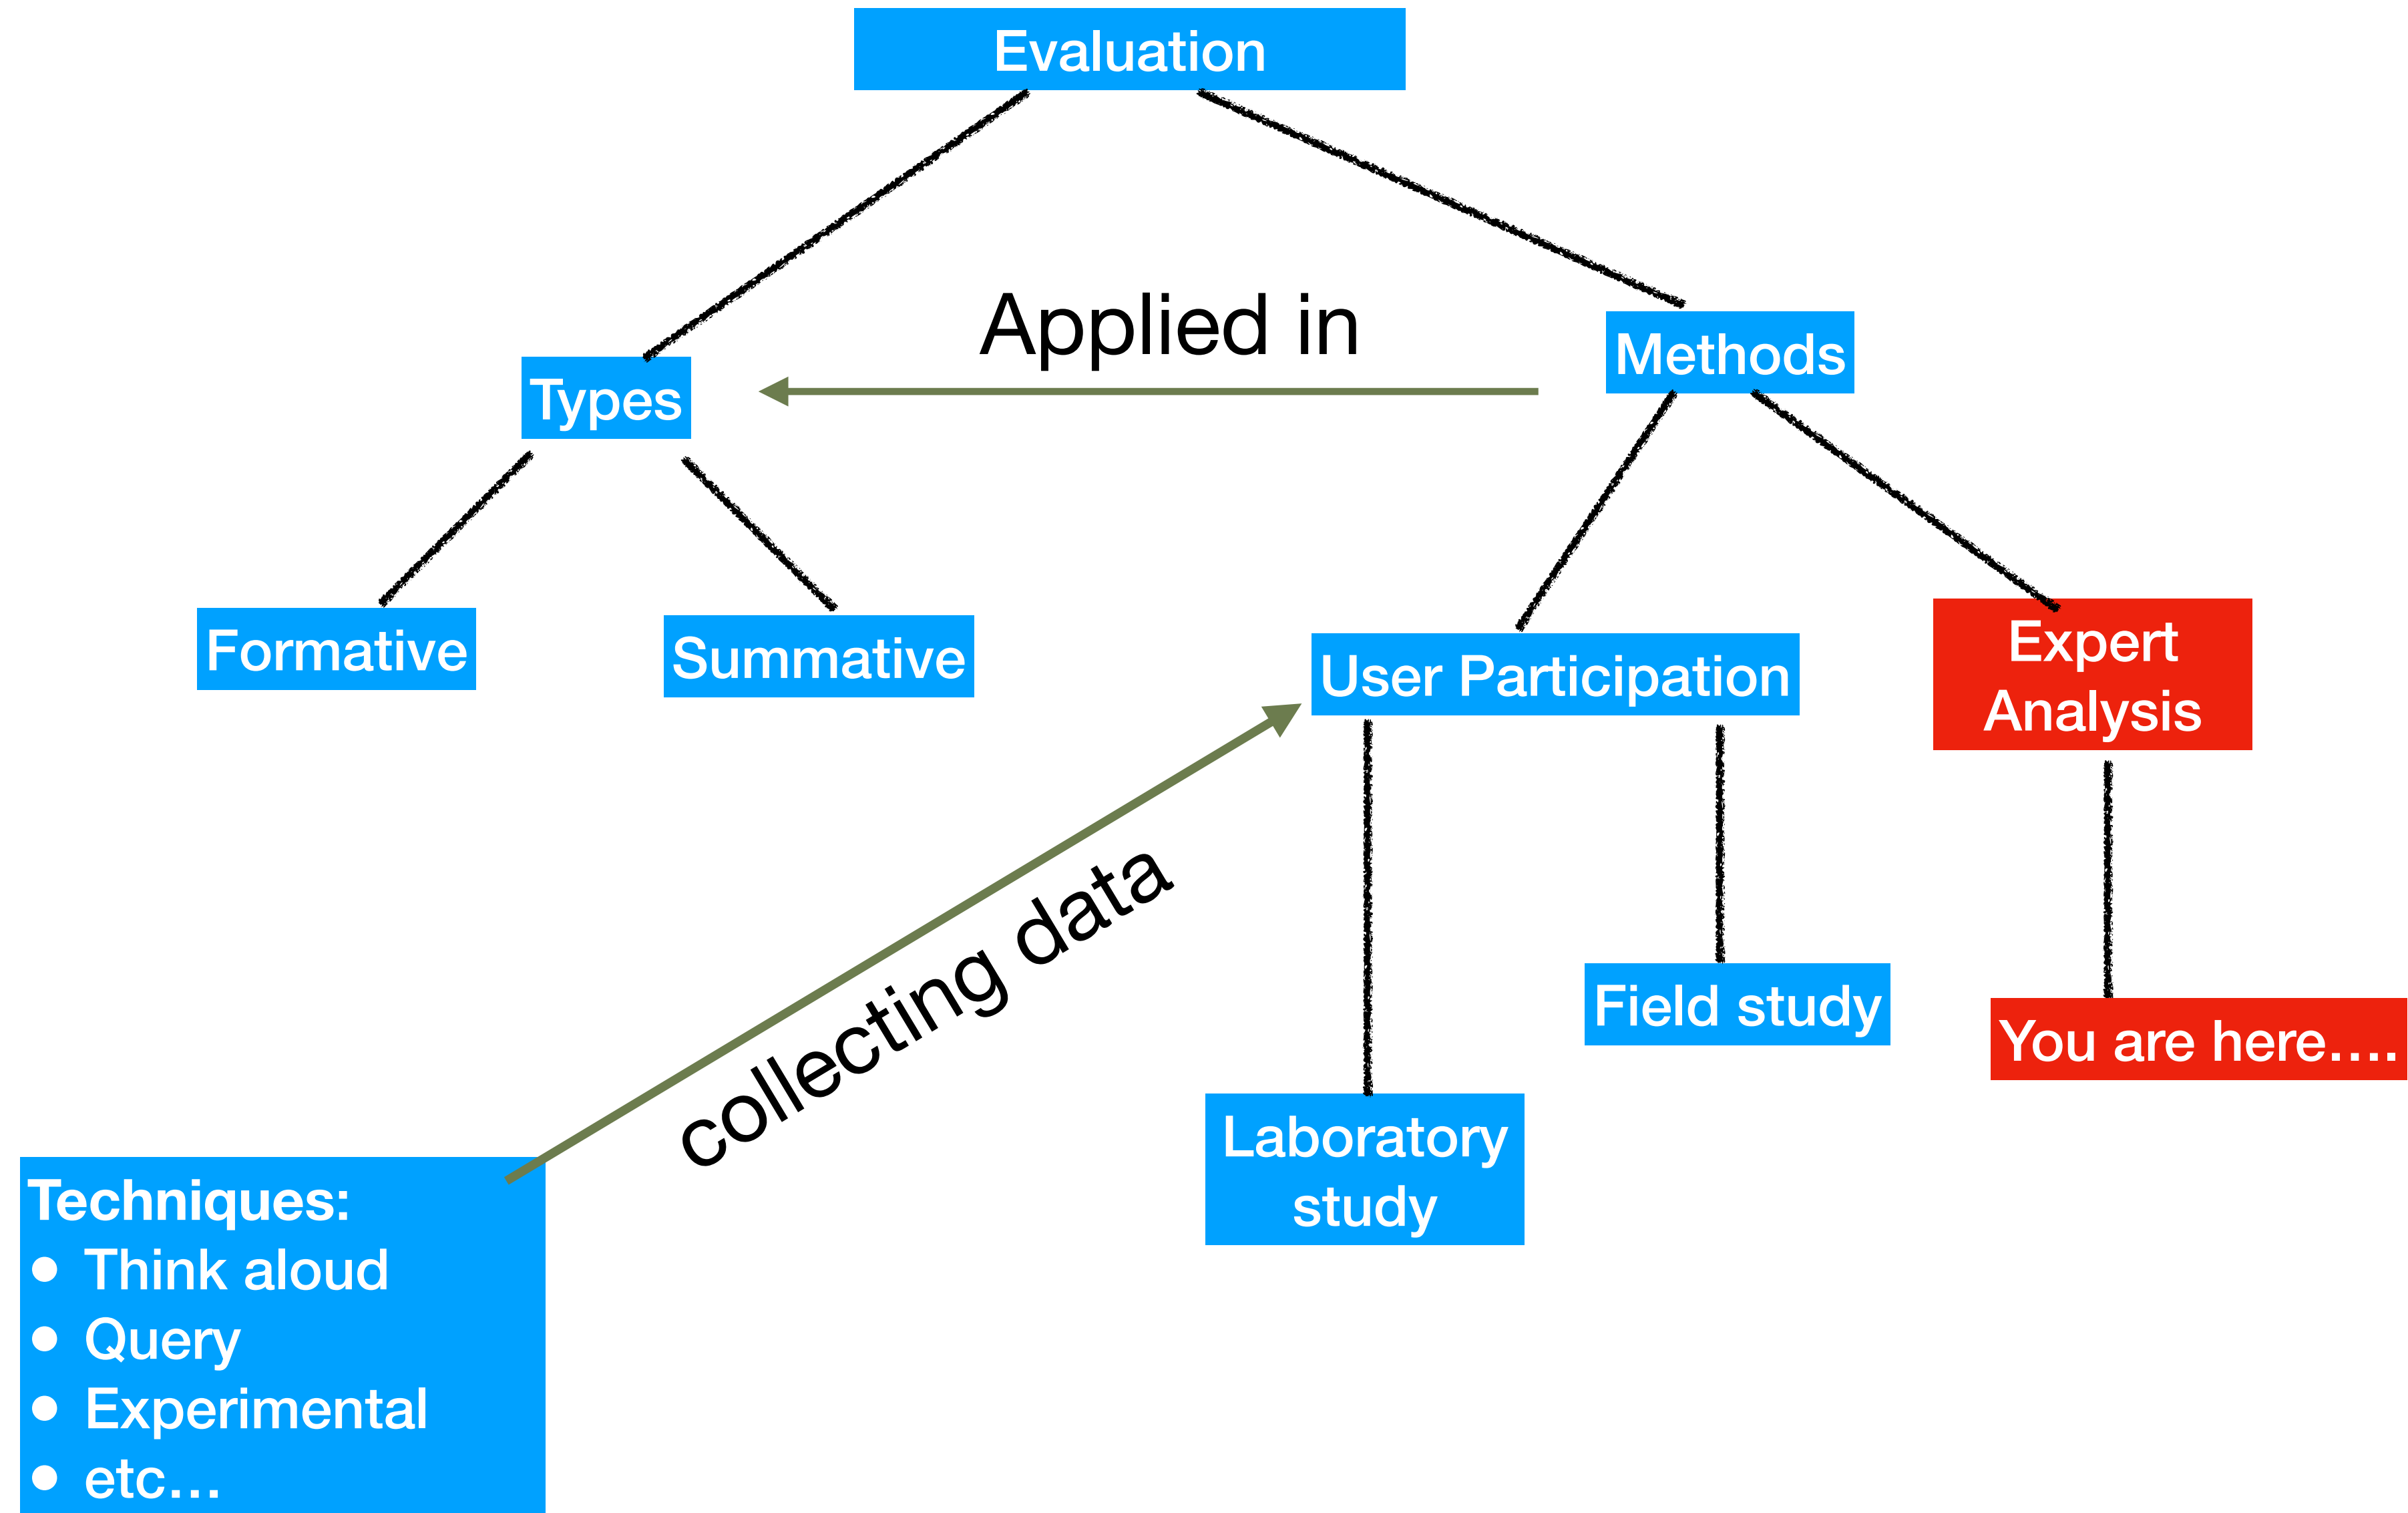 Evaluation
Applied in
Types
Methods
Formative
Summative
User Participation
Expert
Analysis
collecting data
Field study
You are here....
Laboratory
study
Techniques:
• Think aloud
• Query
• Experimental
• etc...